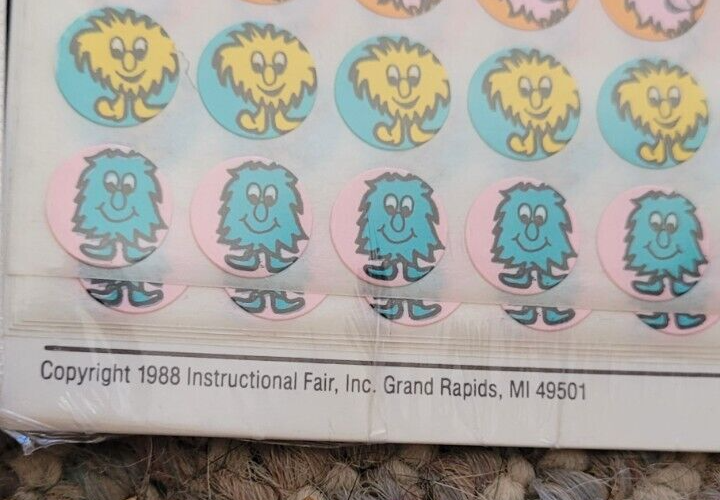 Copyright 1988 Instructional Fair, Inc. Grand Rapids, MI 49501